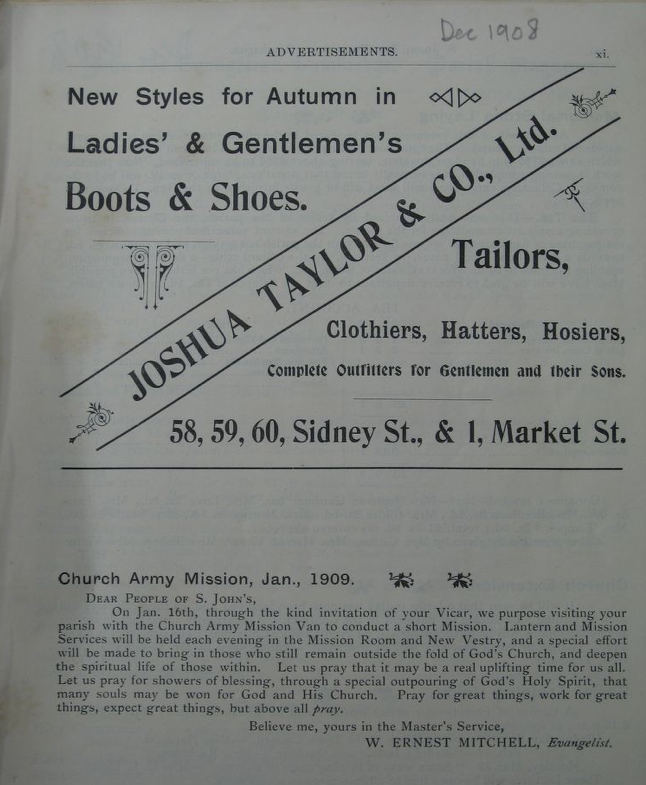 Dec 1908
ADVERTISEMENTS.
xi.
New Styles for Autumn in
Ladies' & Gentlemen's
Boots & Shoes.
JOSHUA TAYLOR & CO., Ltd.
Tailors,
Clothiers, Hatters, Hosiers,
Complete Outfitters for Gentlemen and their Sons.
58, 59, 60, Sidney St., & 1, Market St.
Church Army Mission, Jan., 1909.
DEAR PEOPLE OF S. JOHN'S,
On Jan. 16th, through the kind invitation of your Vicar, we purpose visiting your
parish with the Church Army Mission Van to conduct a short Mission. Lantern and Mission
Services will be held each evening in the Mission Room and New Vestry, and a special effort
will be made to bring in those who still remain outside the fold of God's Church, and deepen
the spiritual life of those within. Let us pray that it may be a real uplifting time for us all.
Let us pray for showers of blessing, through a special outpouring of God's Holy Spirit, that
many souls may be won for God and His Church. Pray for great things, work for great
things, expect great things, but above all pray.
Believe me, yours in the Master's Service,
W. ERNEST MITCHELL, Evangelist.